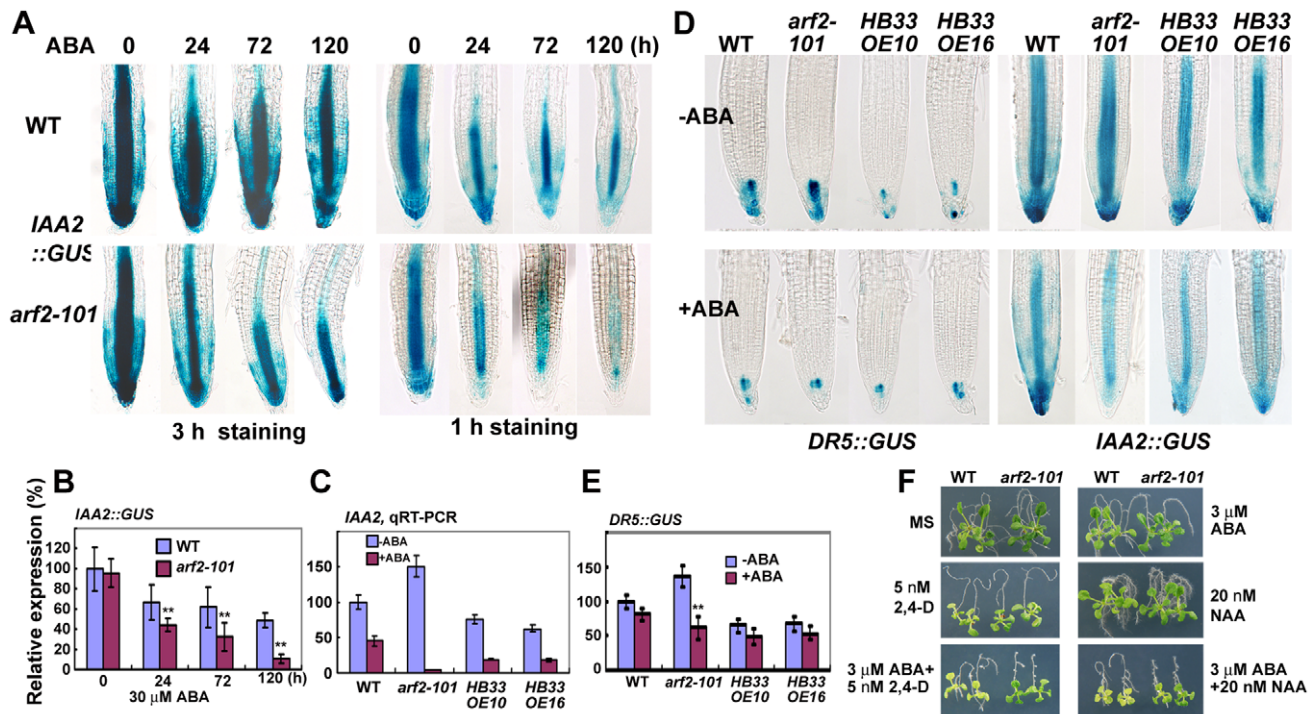 A
ABA 0 24 72 120 0 24 72 120 (h)
WT
IAA2
::GUS
arf2-101
3 h staining 1 h staining
D
WT arf2-101 HB33 OE10 HB33 OE16 WT arf2-101 HB33 OE10 HB33 OE16
-ABA
+ABA
DR5::GUS IAA2::GUS
B
IAA2::GUS
Relative expression (%)
120
100
80
60
40
20
0
WT
arf2-101
** ** **
0 24 72 120 (h)
30 μM ABA
C
IAA2, qRT-PCR
-ABA
+ABA
150
100
50
0
WT arf2-101 HB33 OE10 HB33 OE16
E
DR5::GUS
-ABA
+ABA
150
100
50
0
**
WT arf2-101 HB33 OE10 HB33 OE16
F
WT arf2-101 WT arf2-101
MS
3 μM
ABA
5 nM
2,4-D
20 nM
NAA
3 μM ABA+
5 nM 2,4-D
3 μM ABA
+20 nM NAA